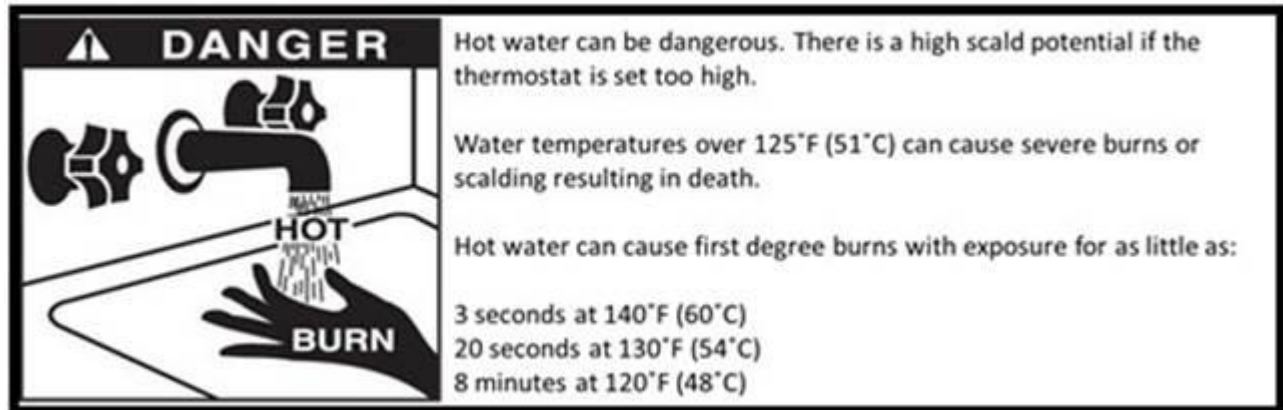 DANGER
HOT
BURN
Hot water can be dangerous. There is a high scald potential if the
thermostat is set too high.
Water temperatures over 125˚F (51˚C) can cause severe burns or
scalding resulting in death.
Hot water can cause first degree burns with exposure for as little as:
3 seconds at 140˚F (60˚C)
20 seconds at 130˚F (54˚C)
8 minutes at 120˚F (48˚C)